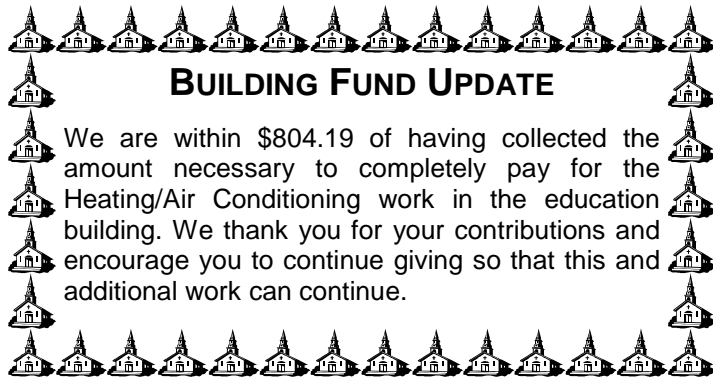 BUILDING FUND UPDATE
We are within $804.19 of having collected the
amount necessary to completely pay for the
Heating/Air Conditioning work in the education
building. We thank you for your contributions and
encourage you to continue giving so that this and
additional work can continue.